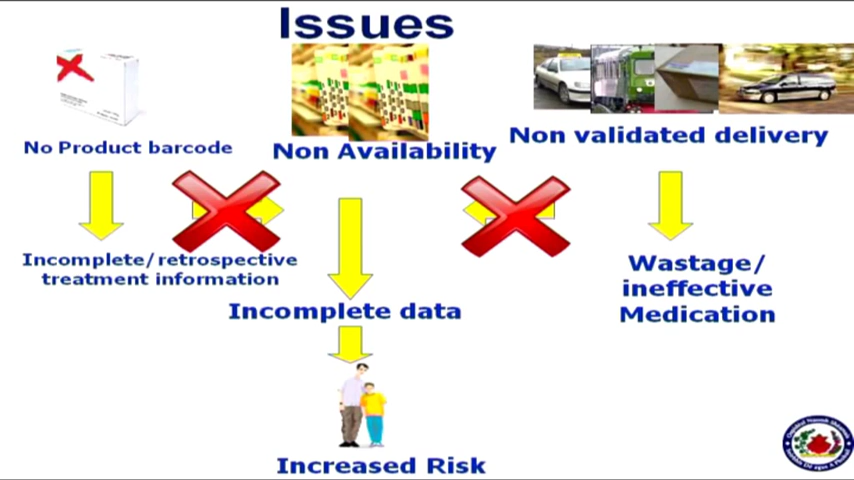 Issues
No Product barcode
Non Availability
Non validated delivery
Incomplete/retrospective
treatment information
Wastage/
ineffective
Medication
Incomplete data
Increased Risk